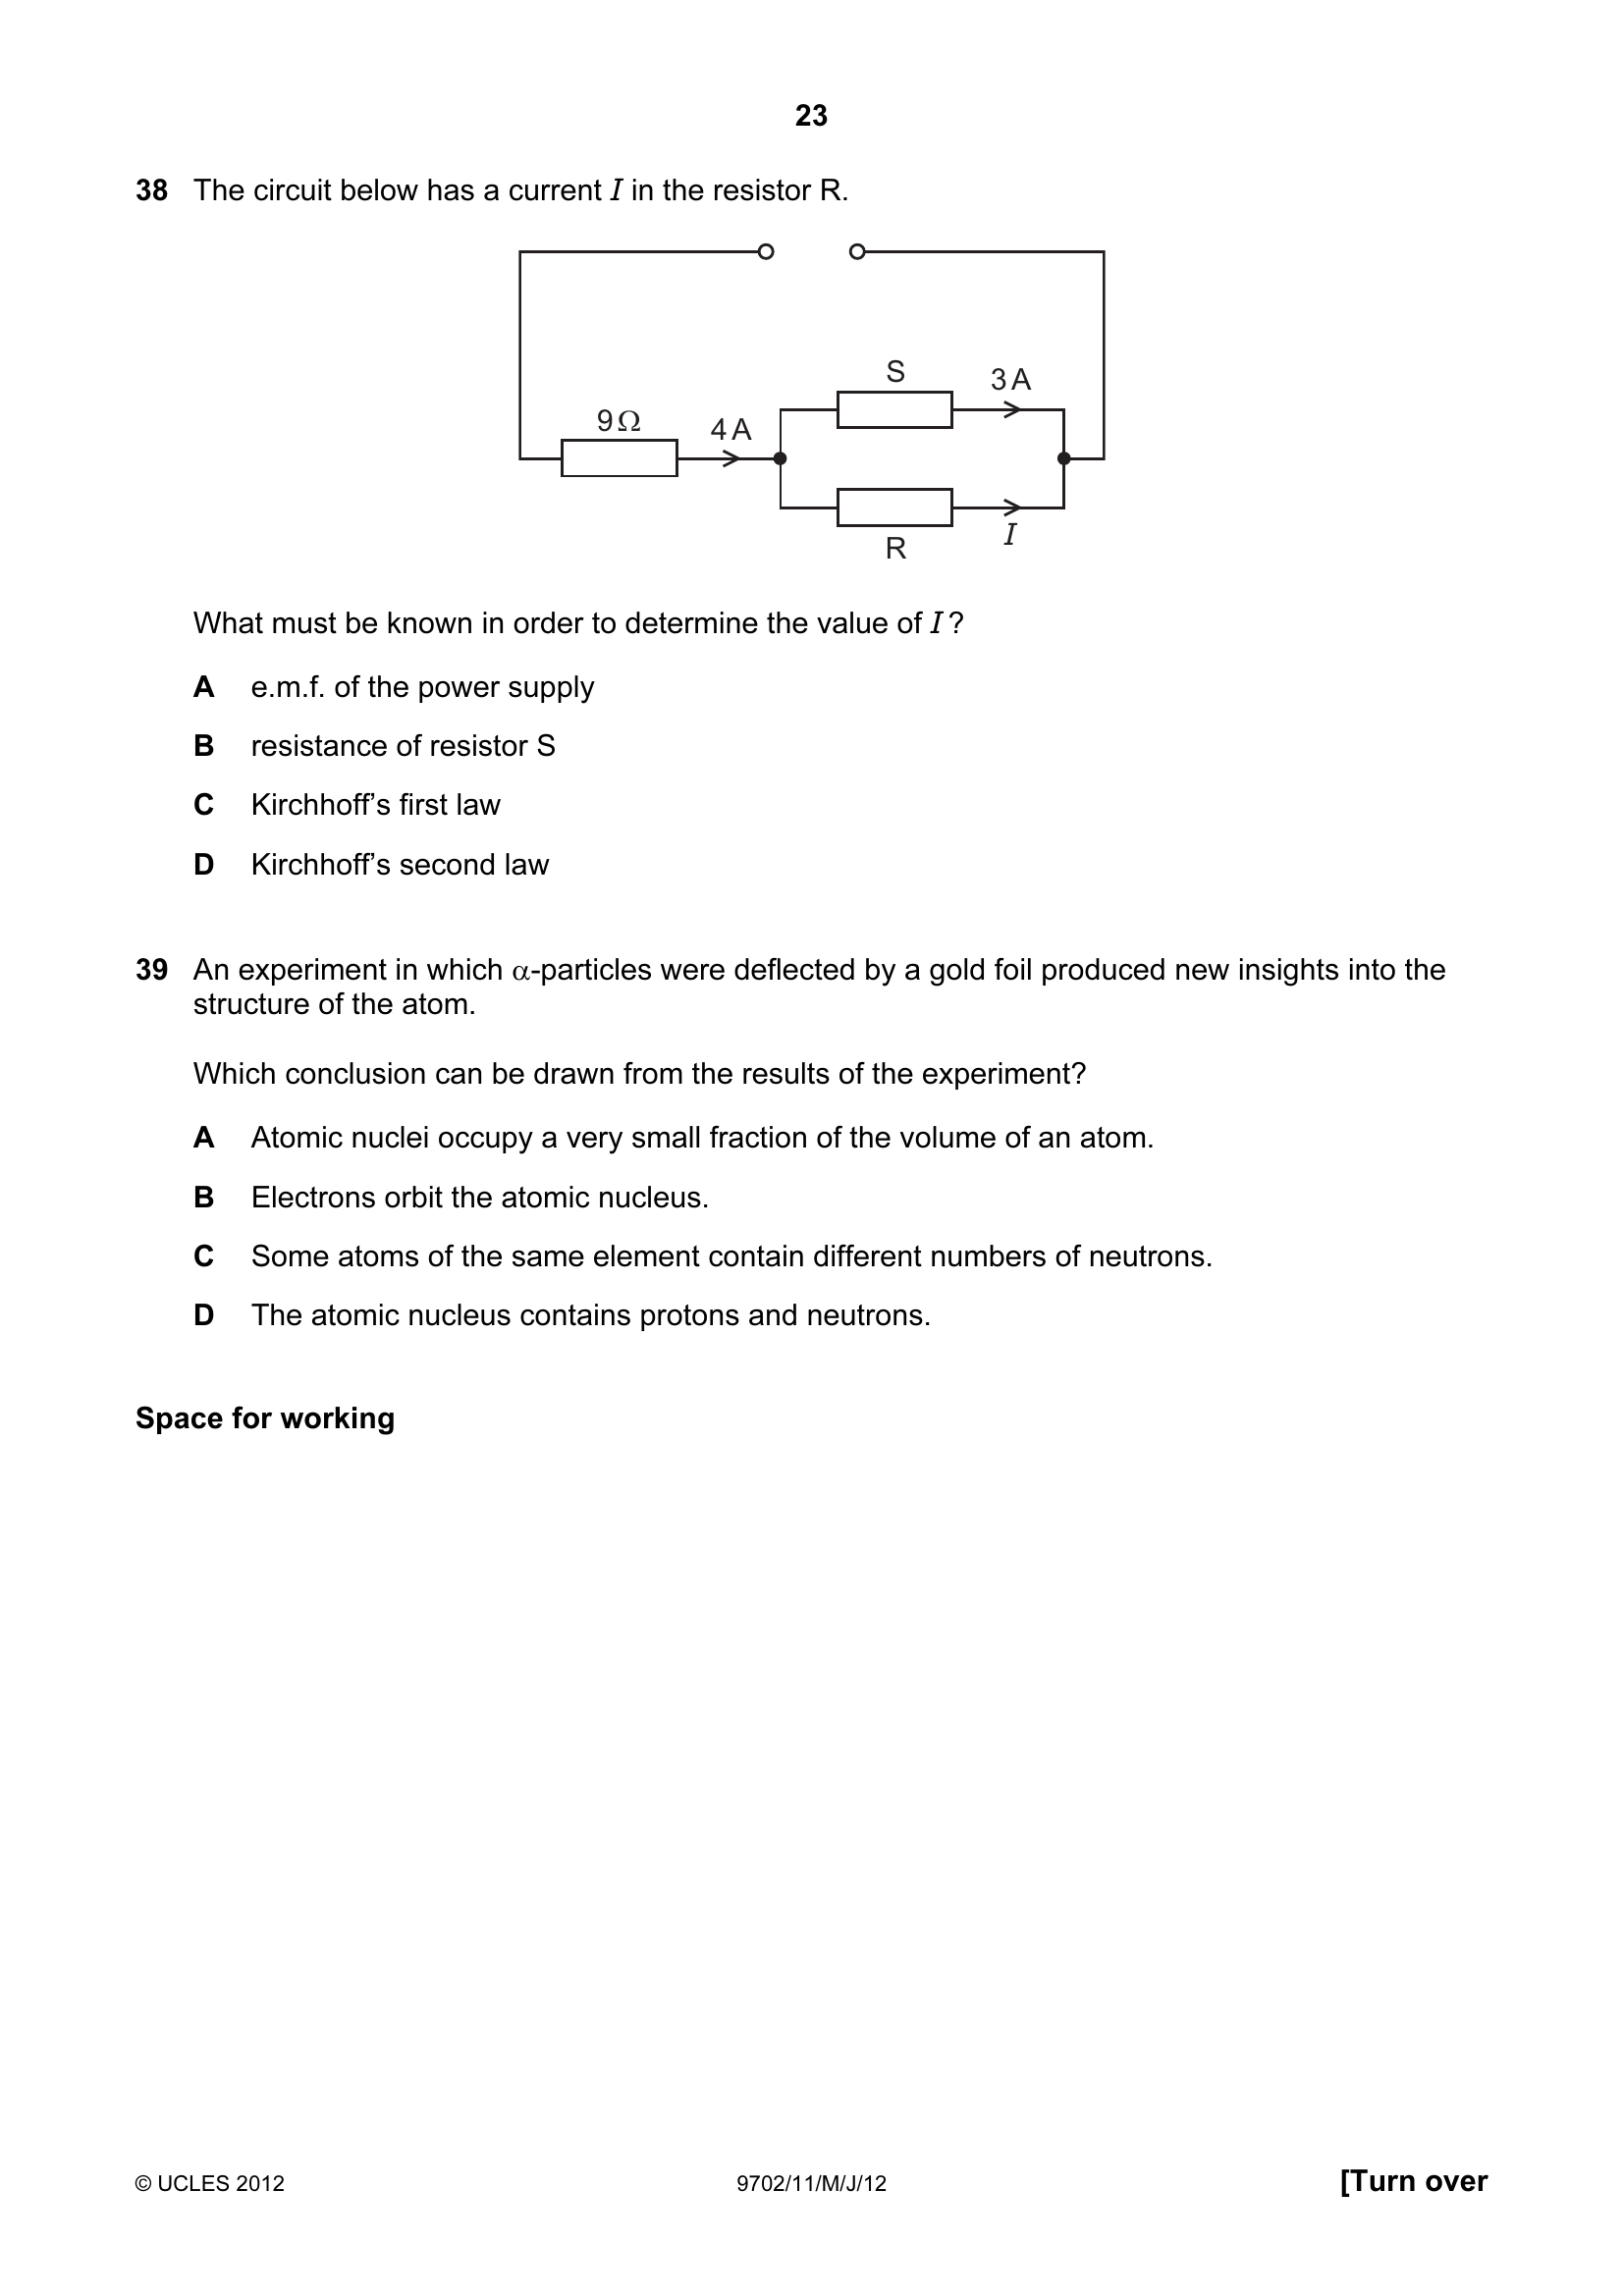 23
38 The circuit below has a current I in the resistor R.
S
3 A
9 Ω
4 A
I
R
What must be known in order to determine the value of I ?
A e.m.f. of the power supply
B resistance of resistor S
C Kirchhoff’s first law
D Kirchhoff’s second law
39 An experiment in which α-particles were deflected by a gold foil produced new insights into the
structure of the atom.
Which conclusion can be drawn from the results of the experiment?
A Atomic nuclei occupy a very small fraction of the volume of an atom.
B Electrons orbit the atomic nucleus.
C Some atoms of the same element contain different numbers of neutrons.
D The atomic nucleus contains protons and neutrons.
Space for working
© UCLES 2012 9702/11/M/J/12 [Turn over